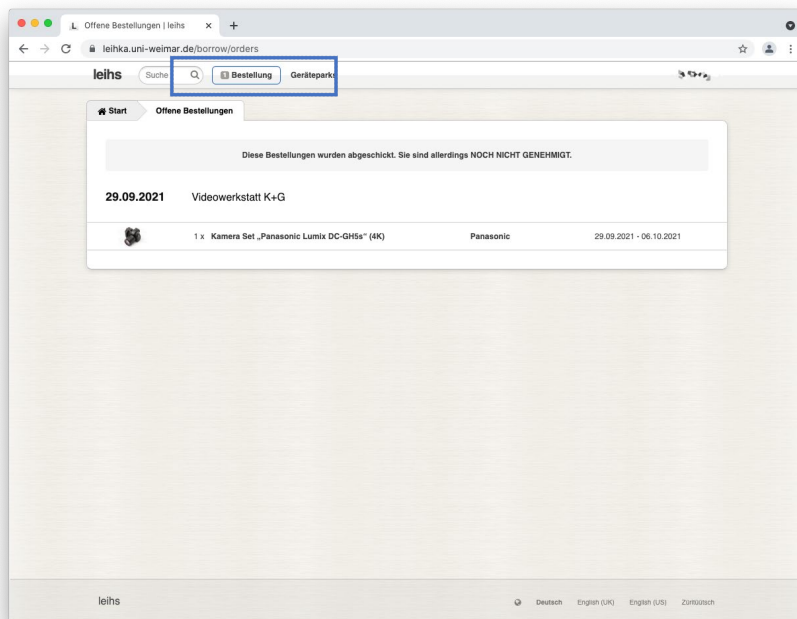 L Offene Bestellungen | leihs × +
leihka.uni-weimar.de/borrow/orders
leihs Suche 1 Bestellung Geräteparks
Start Offene Bestellungen
Diese Bestellungen wurden abgeschickt. Sie sind allerdings NOCH NICHT GENEHMIGT.
29.09.2021 Videowerkstatt K+G
1 x Kamera Set „Panasonic Lumix DC-GH5s“ (4K) Panasonic 29.09.2021 - 06.10.2021
leihs Deutsch English (UK) English (US) Züritüütsch